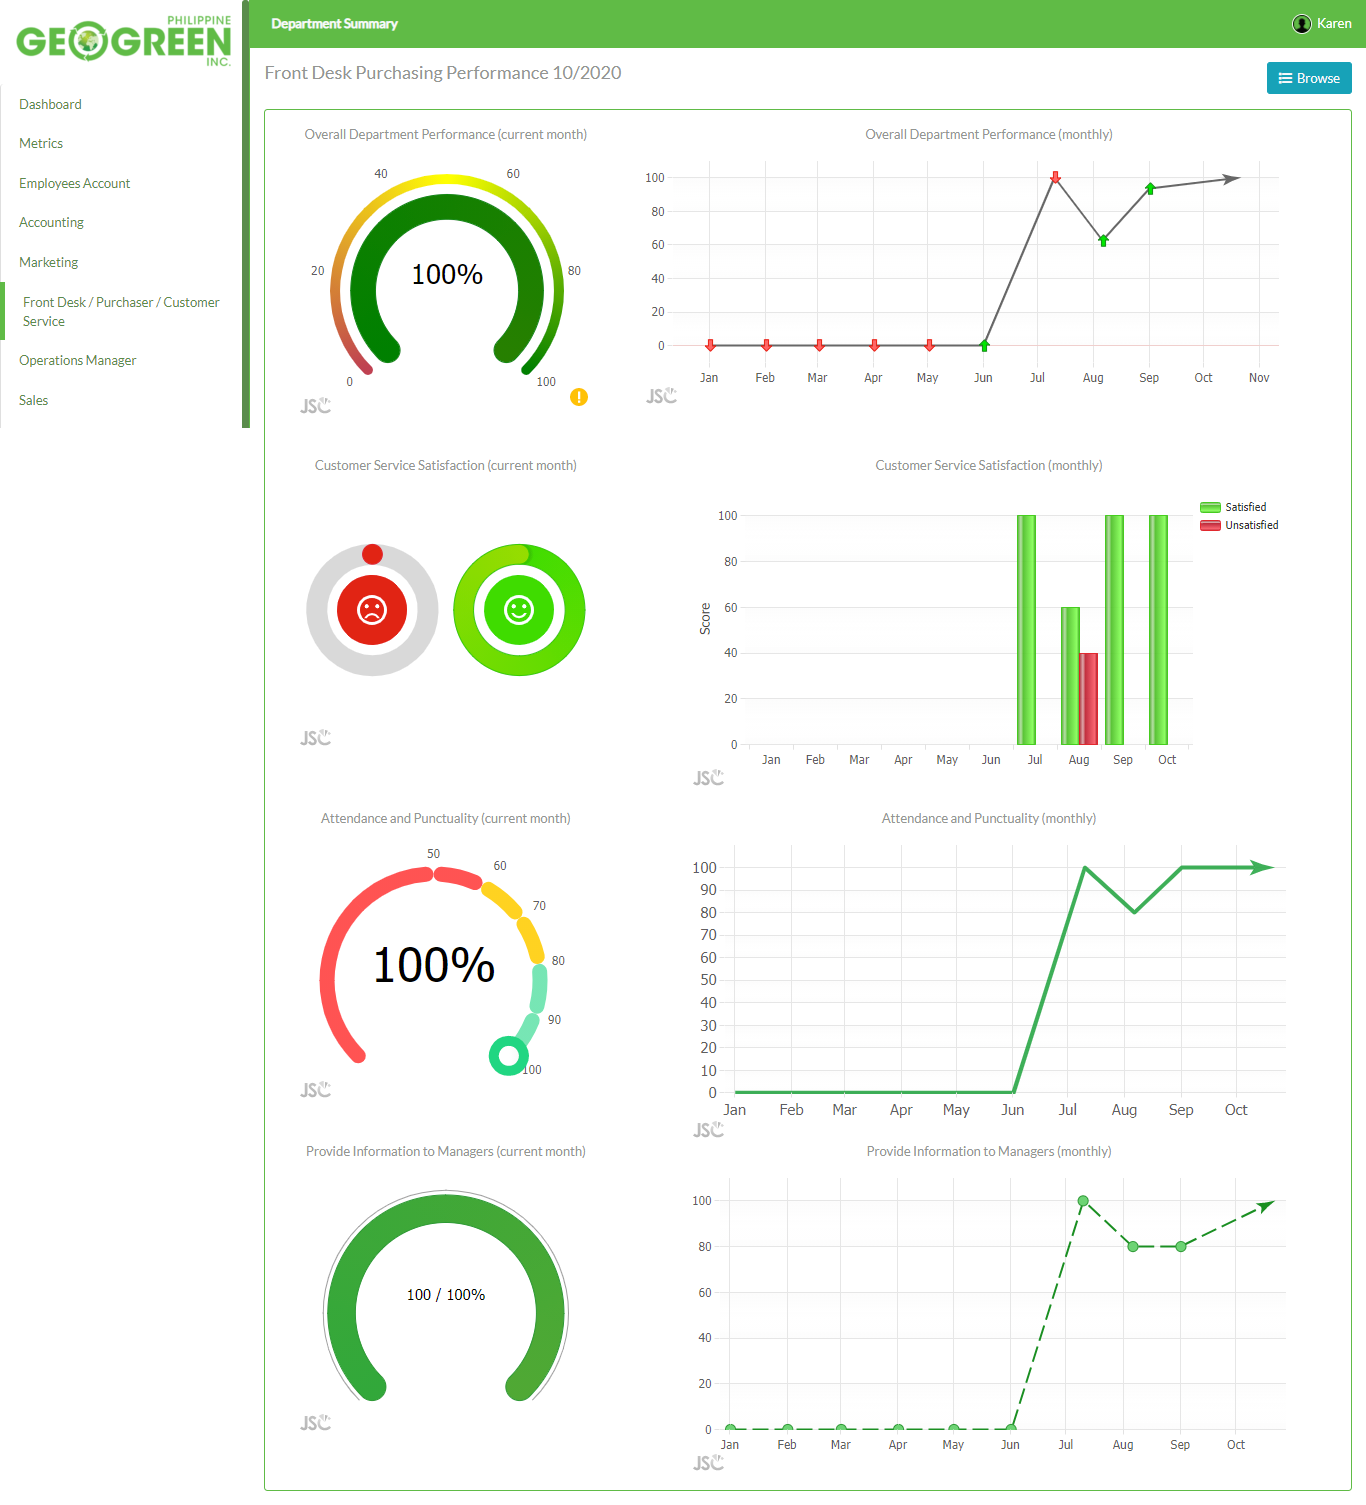 PHILIPPINE
GEOGREEN
INC.
Department Summary
Karen
Front Desk Purchasing Performance 10/2020
Browse
Dashboard
Metrics
Employees Account
Accounting
Marketing
Front Desk / Purchaser / Customer
Service
Operations Manager
Sales
Overall Department Performance (current month)
0
20
40
60
80
100
100%
JSC
Overall Department Performance (monthly)
100
80
60
40
20
0
Jan Feb Mar Apr May Jun Jul Aug Sep Oct Nov
JSC
Customer Service Satisfaction (current month)
JSC
Customer Service Satisfaction (monthly)
Satisfied
Unsatisfied
Score
100
80
60
40
20
0
Jan Feb Mar Apr May Jun Jul Aug Sep Oct
JSC
Attendance and Punctuality (current month)
50
60
70
80
90
100
100%
JSC
Attendance and Punctuality (monthly)
100
90
80
70
60
50
40
30
20
10
0
Jan Feb Mar Apr May Jun Jul Aug Sep Oct
JSC
Provide Information to Managers (current month)
100 / 100%
JSC
Provide Information to Managers (monthly)
100
80
60
40
20
0
Jan Feb Mar Apr May Jun Jul Aug Sep Oct
JSC